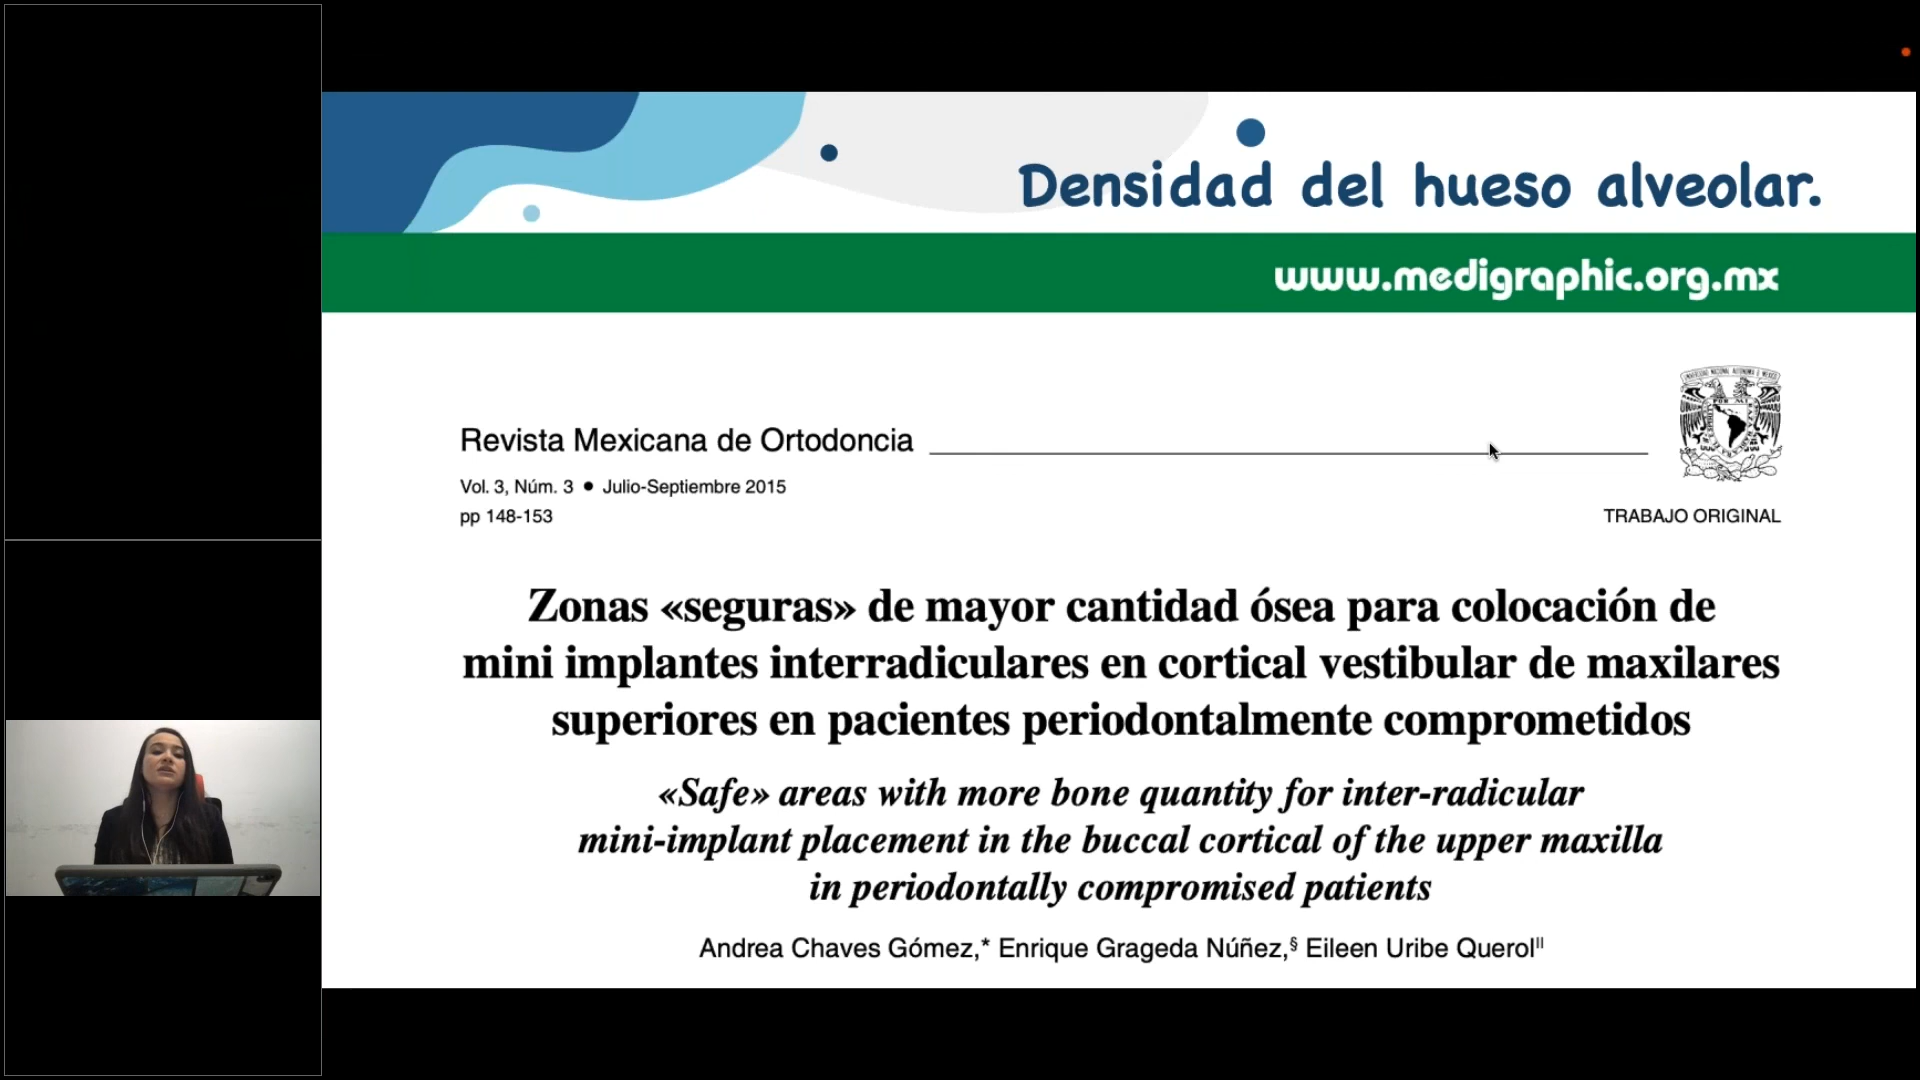 Densidad del hueso alveolar.
www.medigraphic.org.mx
Revista Mexicana de Ortodoncia
Vol. 3, Núm. 3 • Julio-Septiembre 2015
pp 148-153
TRABAJO ORIGINAL
Zonas «seguras» de mayor cantidad ósea para colocación de
mini implantes interradiculares en cortical vestibular de maxilares
superiores en pacientes periodontalmente comprometidos
«Safe» areas with more bone quantity for inter-radicular
mini-implant placement in the buccal cortical of the upper maxilla
in periodontally compromised patients
Andrea Chaves Gómez,* Enrique Grageda Núñez,§ Eileen Uribe Querol||